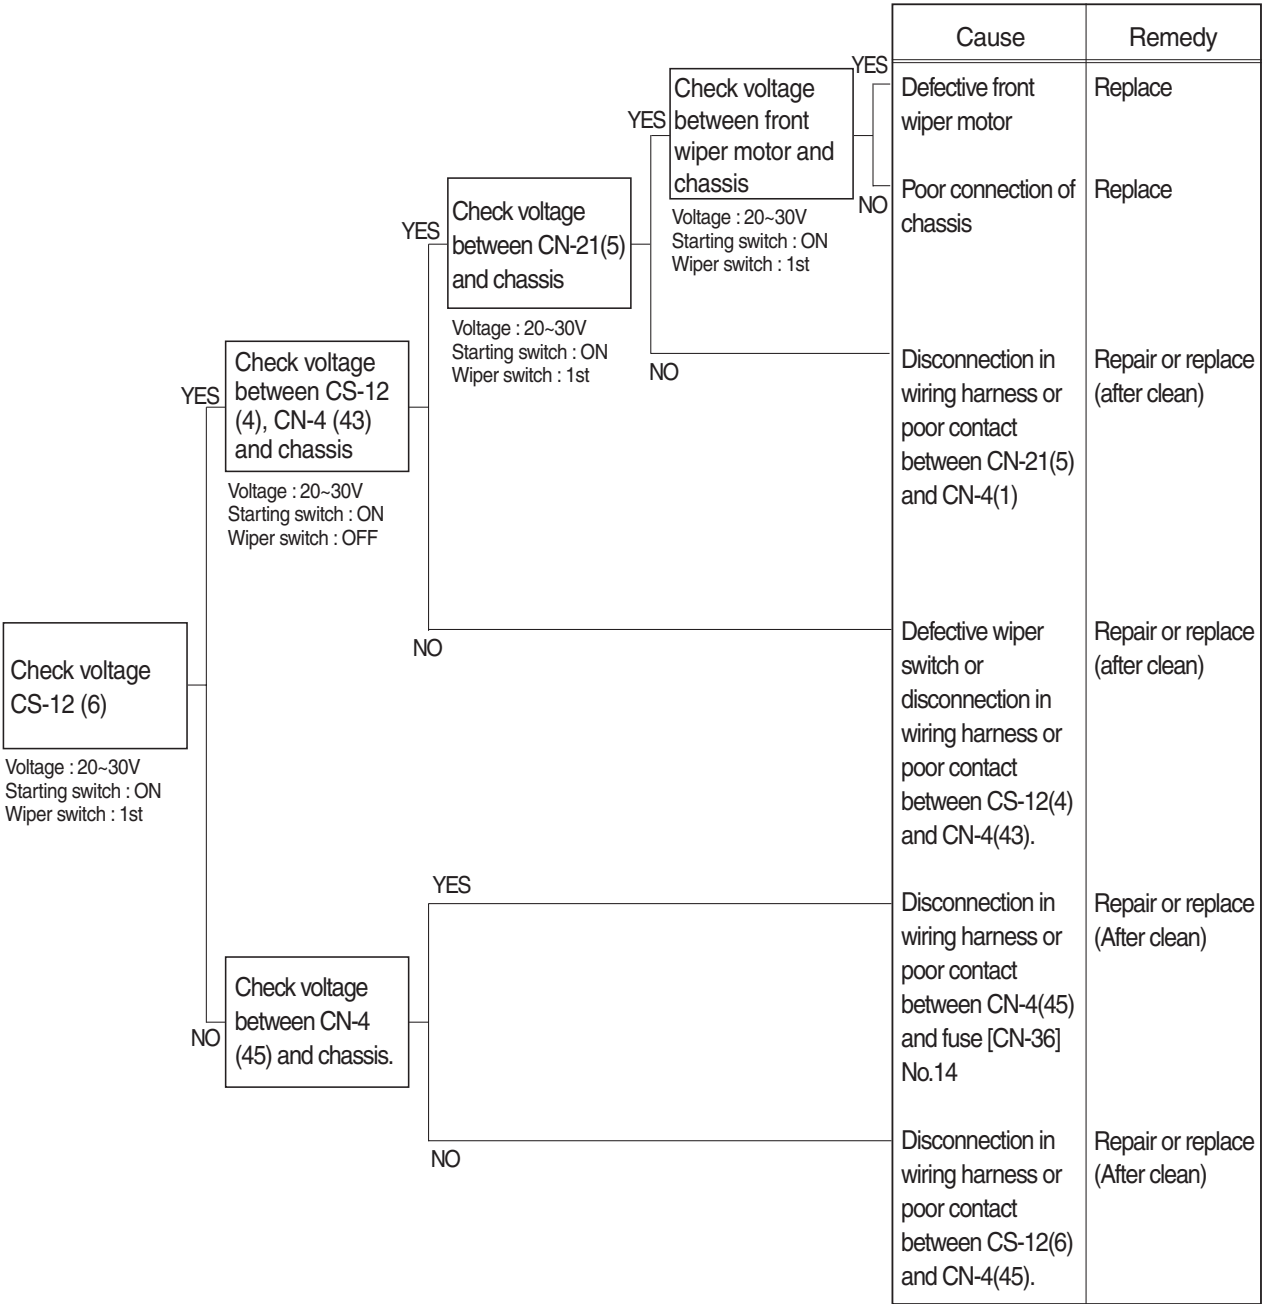 Cause
Remedy
YES
Check voltage
between front
wiper motor and
chassis
Defective front
wiper motor
Replace
YES
NO
Poor connection of
chassis
Replace
Voltage : 20~30V
Starting switch : ON
Wiper switch : 1st
YES
Check voltage
between CN-21(5)
and chassis
Voltage : 20~30V
Starting switch : ON
Wiper switch : 1st
NO
Disconnection in
wiring harness or
poor contact
between CN-21(5)
and CN-4(1)
Repair or replace
(after clean)
YES
Check voltage
between CS-12
(4), CN-4 (43)
and chassis
Voltage : 20~30V
Starting switch : ON
Wiper switch : OFF
NO
Defective wiper
switch or
disconnection in
wiring harness or
poor contact
between CS-12(4)
and CN-4(43).
Repair or replace
(after clean)
Check voltage
CS-12 (6)
Voltage : 20~30V
Starting switch : ON
Wiper switch : 1st
YES
Disconnection in
wiring harness or
poor contact
between CN-4(45)
and fuse [CN-36]
No.14
Repair or replace
(After clean)
NO
Check voltage
between CN-4
(45) and chassis.
NO
Disconnection in
wiring harness or
poor contact
between CS-12(6)
and CN-4(45).
Repair or replace
(After clean)